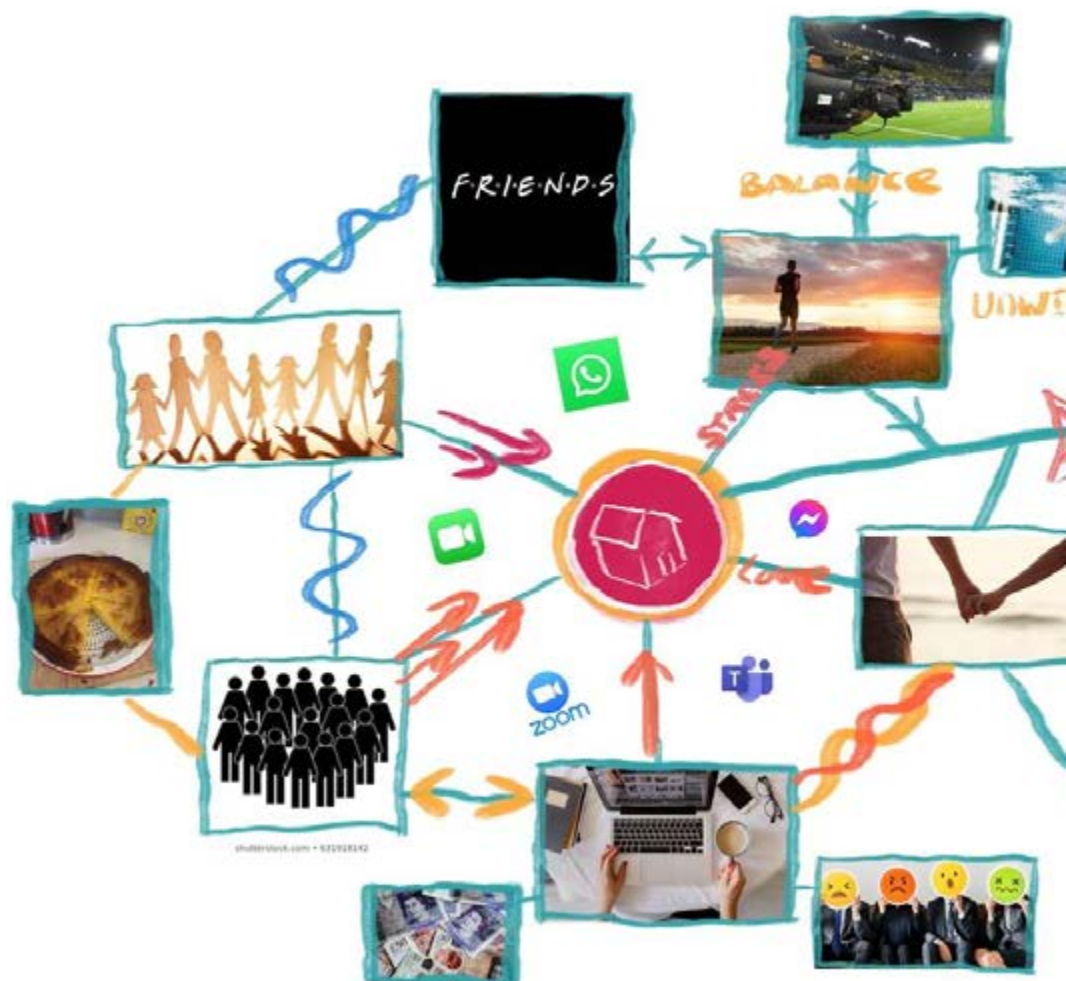 BALANCE
F·R·I·E·N·D·S
UNWI
STRESS
LOVE
zoom
T
shutterstock.com • 631918142